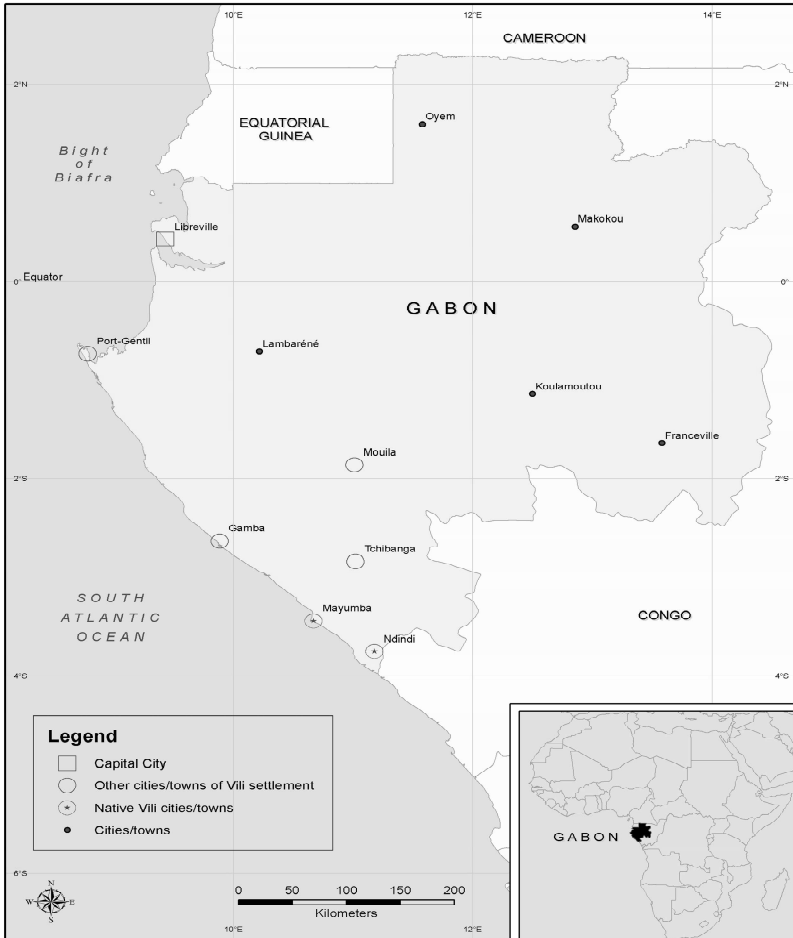 10°E
12°E
14°E
CAMEROON
2°N
2°N
Oyem
EQUATORIAL
GUINEA
Bight
of
Biafra
Makokou
Libreville
Equator
0°
0°
GABON
Port-Gentil
Lambaréné
Koulamoutou
Franceville
Mouila
2°S
2°S
Gamba
Tchibanga
SOUTH
ATLANTIC
OCEAN
Mayumba
CONGO
Ndindi
4°S
4°S
Legend
Capital City
Other cities/towns of Vili settlement
Native Vili cities/towns
Cities/towns
GABON
6°S
N
W
E
S
0 50 100 150 200
Kilometers
10°E
12°E